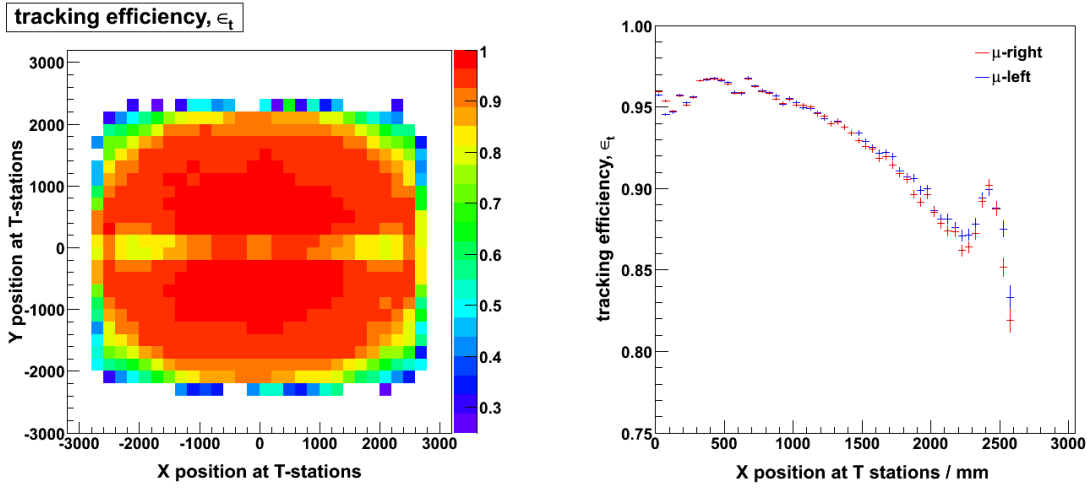 tracking efficiency, ϵt
3000
2000
1000
0
-1000
-2000
-3000
Y position at T-stations
-3000 -2000 -1000 0 1000 2000 3000
X position at T-stations
1
0.9
0.8
0.7
0.6
0.5
0.4
0.3
1.00
0.95
0.90
0.85
0.80
0.75
tracking efficiency, ϵt
μ-right
μ-left
0 500 1000 1500 2000 2500 3000
X position at T stations / mm